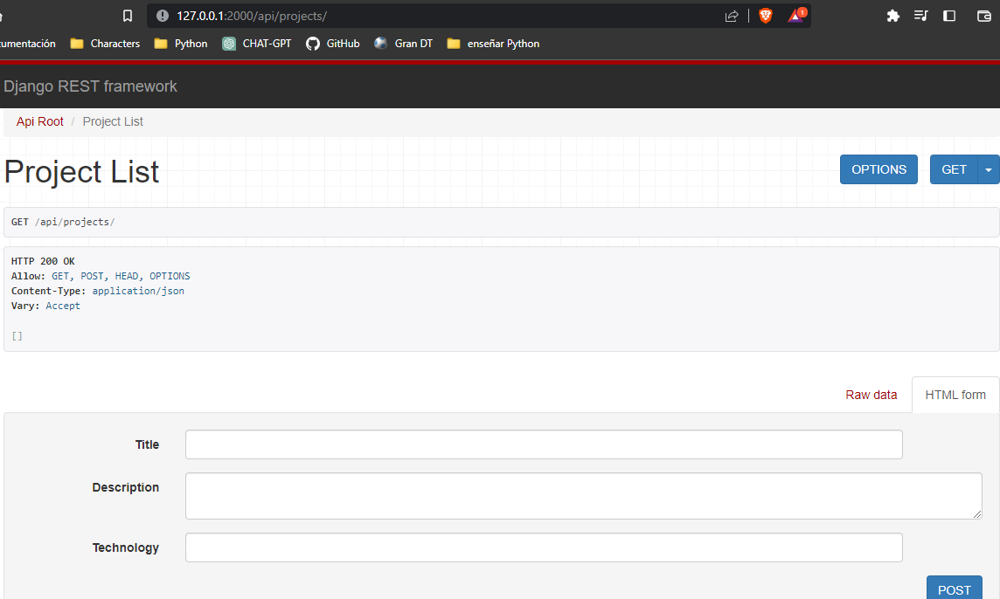 127.0.0.1:2000/api/projects/
1
umentación Characters Python CHAT-GPT GitHub Gran DT enseñar Python
Django REST framework
Api Root / Project List
Project List
OPTIONS GET
GET /api/projects/
HTTP 200 OK
Allow: GET, POST, HEAD, OPTIONS
Content-Type: application/json
Vary: Accept
[]
Raw data HTML form
Title
Description
Technology
POST